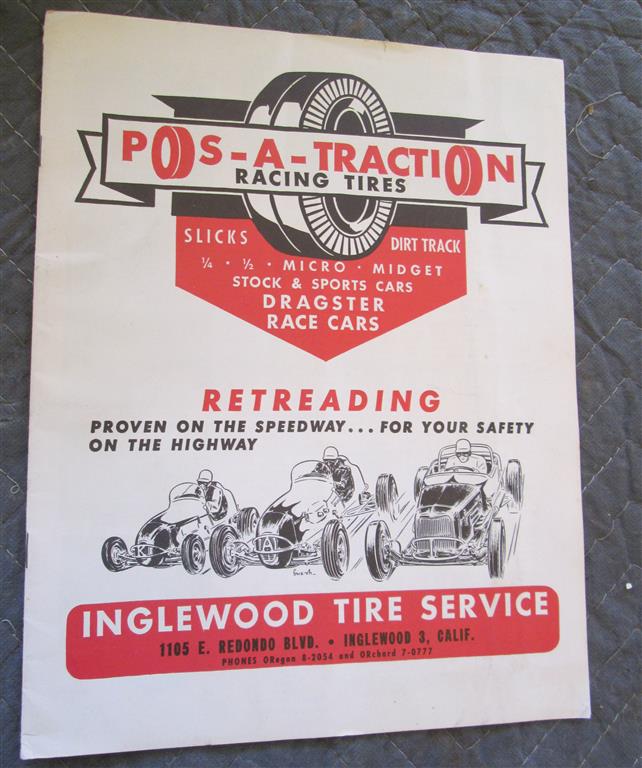 POS-A-TRACTION
RACING TIRES
SLICKS DIRT TRACK
¼ · ½ · MICRO · MIDGET
STOCK & SPORTS CARS
DRAGSTER
RACE CARS
RETREADING
PROVEN ON THE SPEEDWAY... FOR YOUR SAFETY
ON THE HIGHWAY
K A
INGLEWOOD TIRE SERVICE
1105 E. REDONDO BLVD. • INGLEWOOD 3, CALIF.
PHONES ORegon 8-2054 and ORchard 7-0777